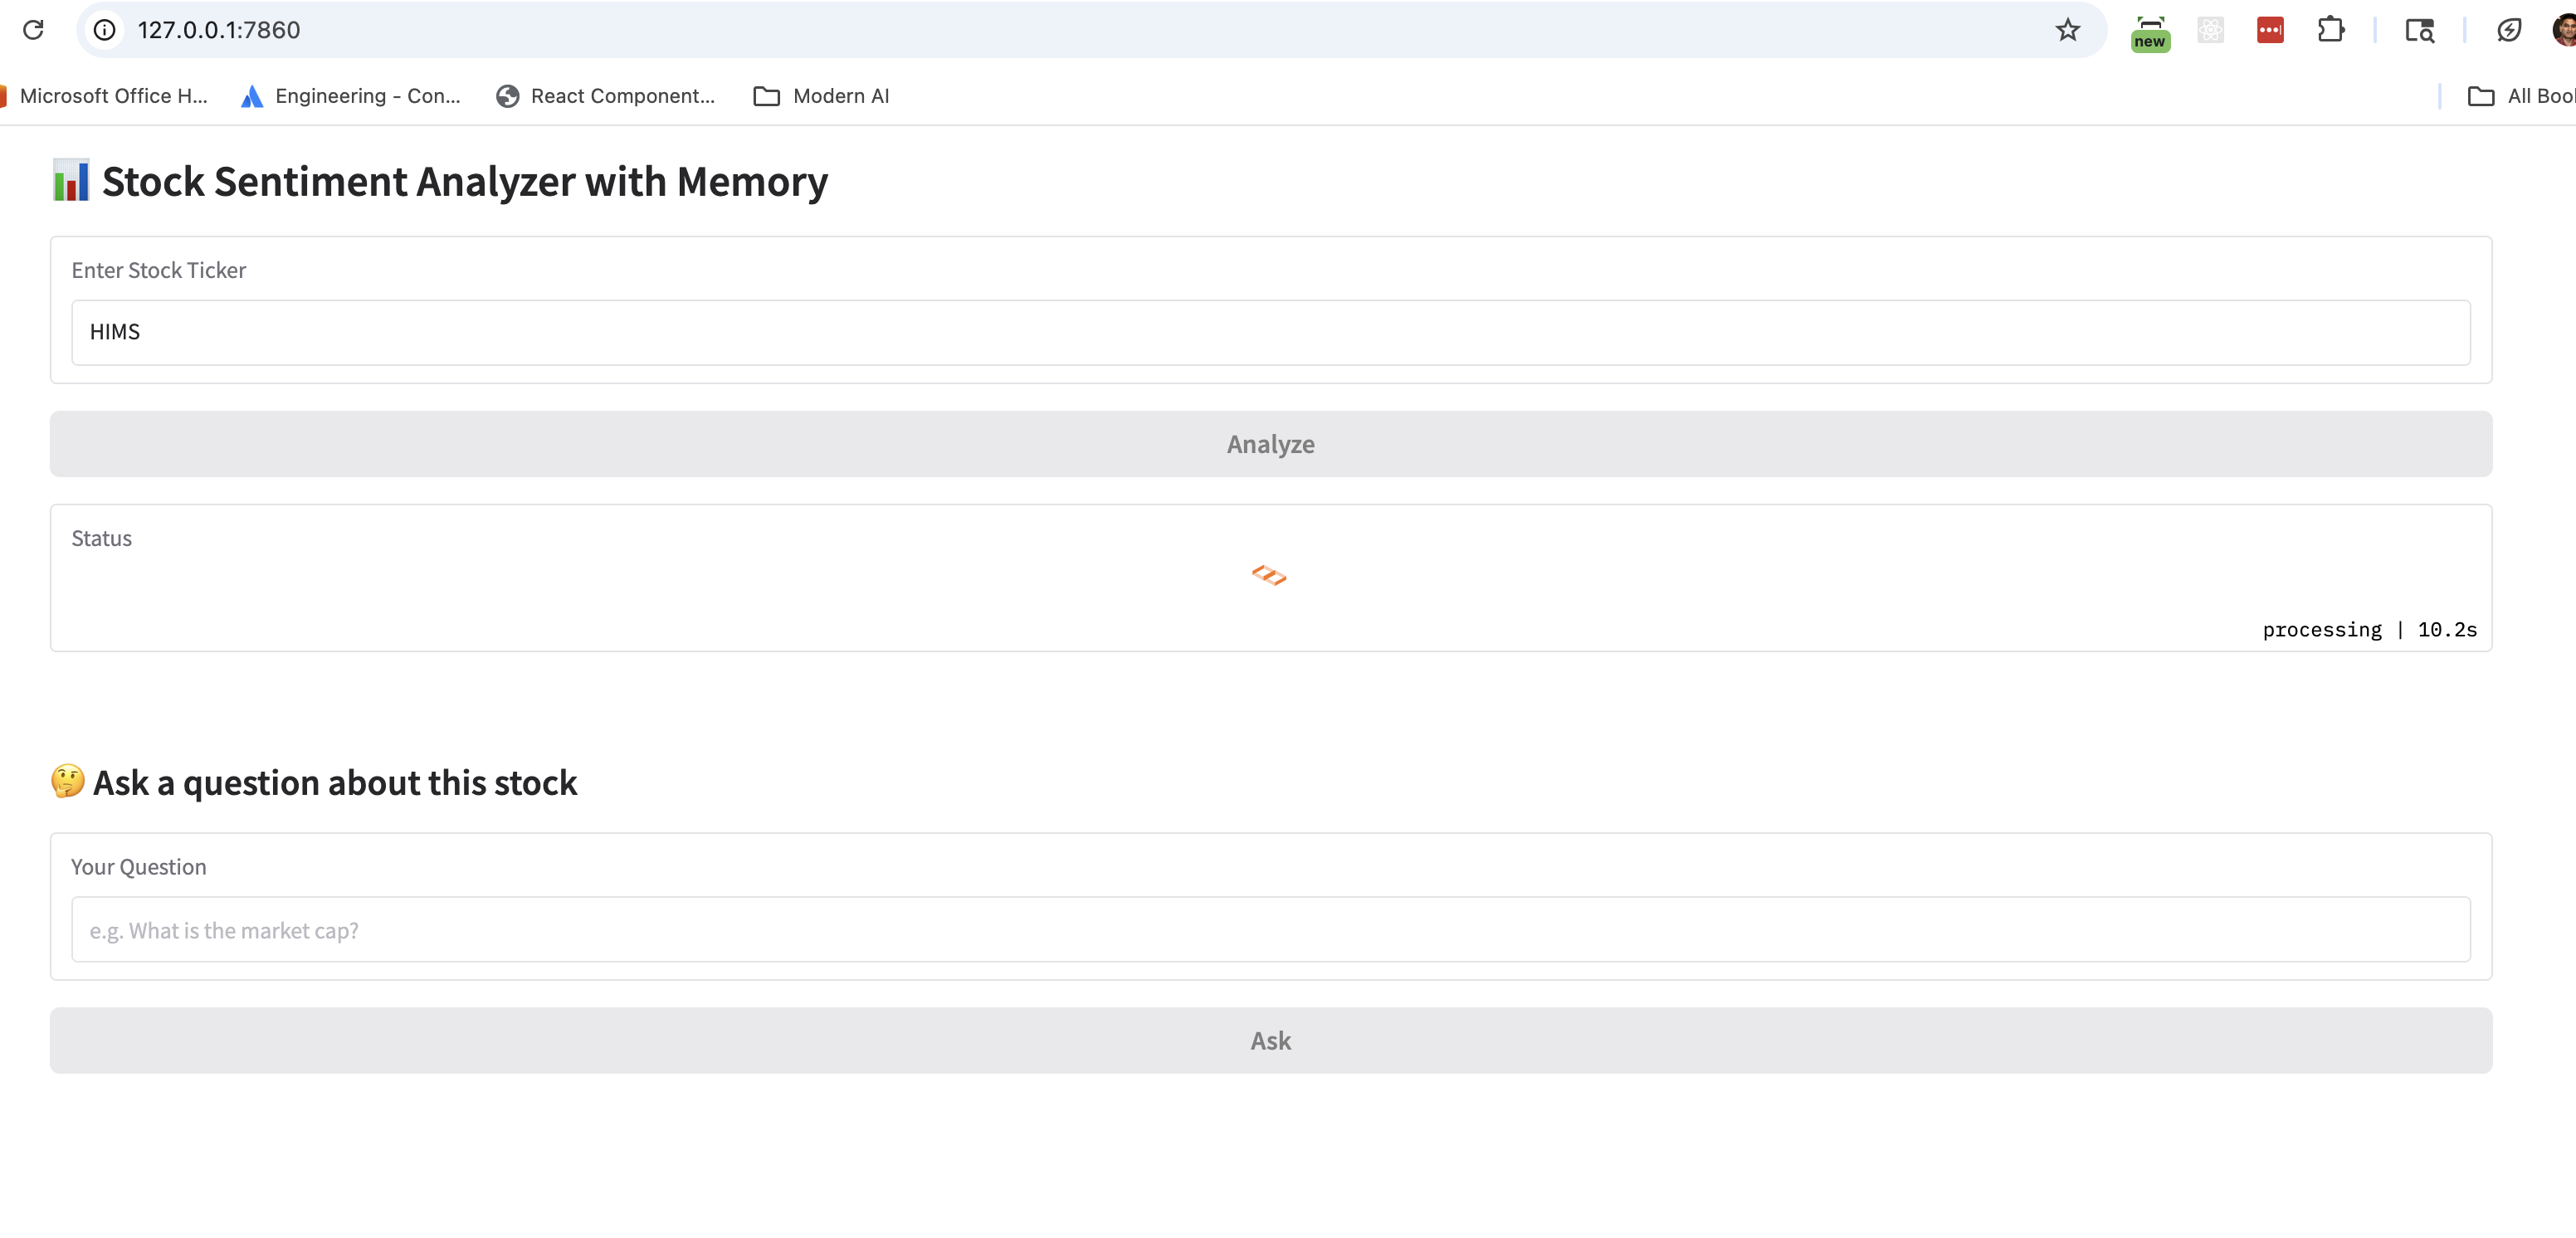 127.0.0.1:7860
new
Microsoft Office H...
Engineering - Con...
React Component...
Modern AI
All Boo
📊 Stock Sentiment Analyzer with Memory
Enter Stock Ticker
HIMS
Analyze
Status
processing | 10.2s
🤔 Ask a question about this stock
Your Question
e.g. What is the market cap?
Ask